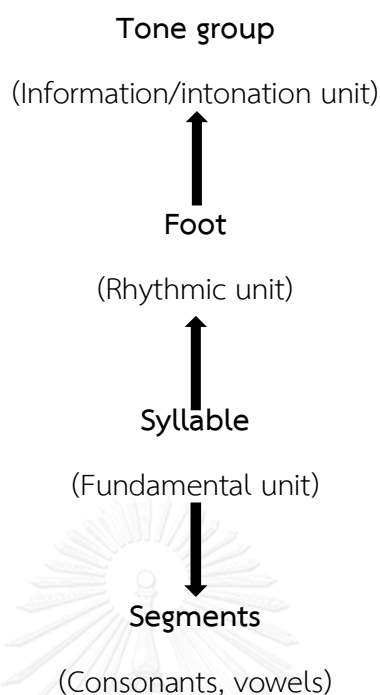 Tone group
(Information/intonation unit)
Foot
(Rhythmic unit)
Syllable
(Fundamental unit)
Segments
(Consonants, vowels)